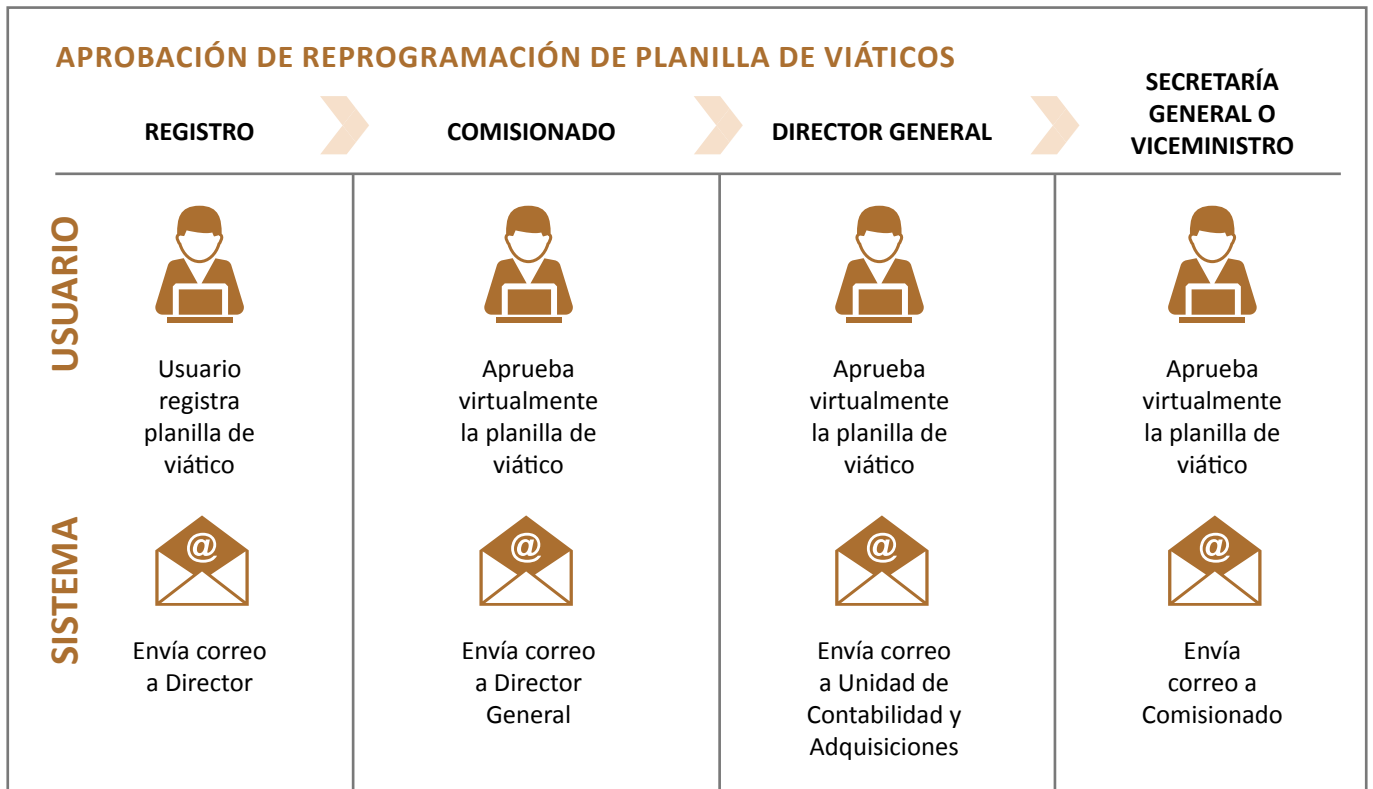 APROBACIÓN DE REPROGRAMACIÓN DE PLANILLA DE VIÁTICOS
REGISTRO
COMISIONADO
DIRECTOR GENERAL
SECRETARÍA
GENERAL O
VICEMINISTRO
USUARIO
Usuario
registra
planilla de
viático
Aprueba
virtualmente
la planilla de
viático
Aprueba
virtualmente
la planilla de
viático
Aprueba
virtualmente
la planilla de
viático
SISTEMA
@
@
@
@
Envía correo
a Director
Envía correo
a Director
General
Envía correo
a Unidad de
Contabilidad y
Adquisiciones
Envía
correo a
Comisionado